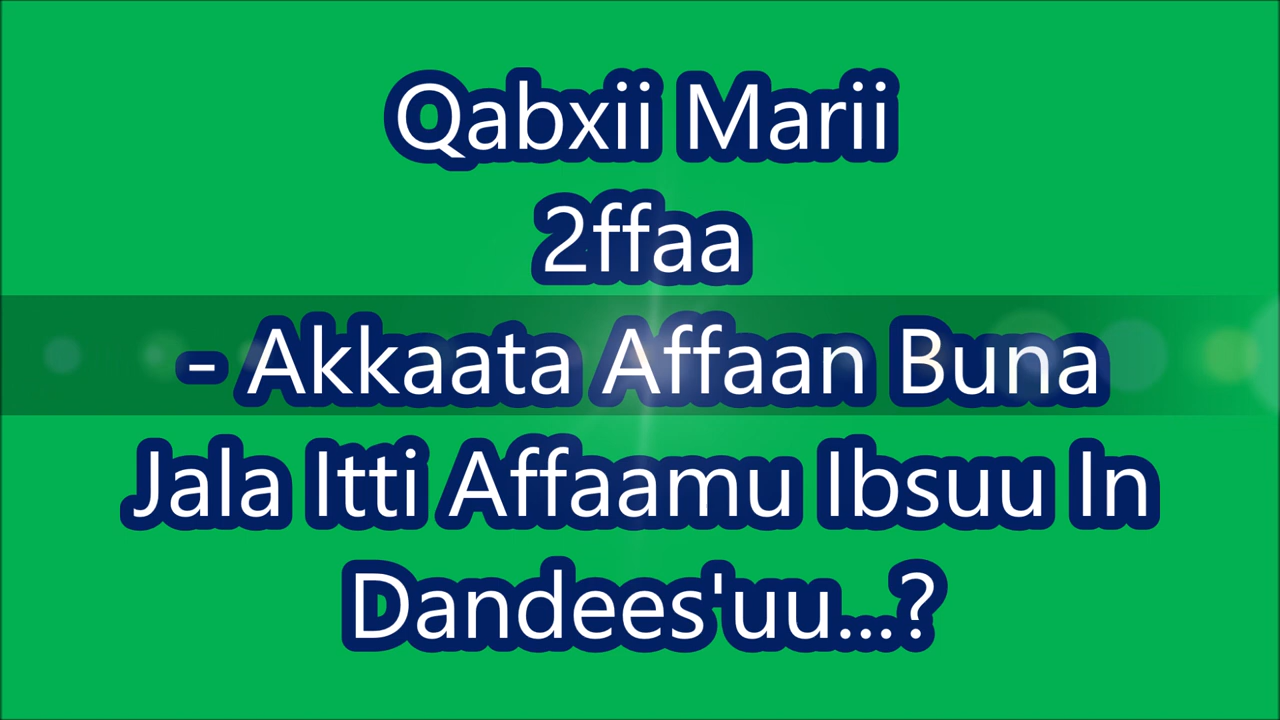 Qabxii Marii
2ffaa
- Akkaata Affaan Buna
Jala Itti Affaamu Ibsuu In
Dandees'uu...?